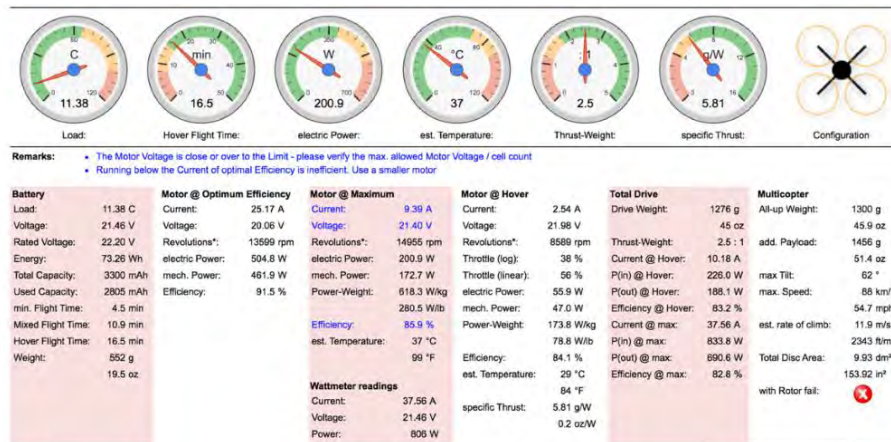 C
11.38
min
16.5
W
200.9
°C
37
: 1
2.5
g/W
5.81
Load:
Hover Flight Time:
electric Power:
est. Temperature:
Thrust-Weight:
specific Thrust:
Configuration
Remarks:
• The Motor Voltage is close or over to the Limit - please verify the max. allowed Motor Voltage / cell count
• Running below the Current of optimal Efficiency is inefficient. Use a smaller motor
Battery
Load: 11.38 C
Voltage: 21.46 V
Rated Voltage: 22.20 V
Energy: 73.26 Wh
Total Capacity: 3300 mAh
Used Capacity: 2805 mAh
min. Flight Time: 4.5 min
Mixed Flight Time: 10.9 min
Hover Flight Time: 16.5 min
Weight: 552 g
19.5 oz
Motor @ Optimum Efficiency
Current: 25.17 A
Voltage: 20.06 V
Revolutions*: 13599 rpm
electric Power: 504.8 W
mech. Power: 461.9 W
Efficiency: 91.5 %
Motor @ Maximum
Current: 9.39 A
Voltage: 21.40 V
Revolutions*: 14955 rpm
electric Power: 200.9 W
mech. Power: 172.7 W
Power-Weight: 618.3 W/kg
280.5 W/lb
Efficiency: 85.9 %
est. Temperature: 37 °C
99 °F
Wattmeter readings
Current: 37.56 A
Voltage: 21.46 V
Power: 806 W
Motor @ Hover
Current: 2.54 A
Voltage: 21.98 V
Revolutions*: 8589 rpm
Throttle (log): 38 %
Throttle (linear): 56 %
electric Power: 55.9 W
mech. Power: 47.0 W
Power-Weight: 173.8 W/kg
78.8 W/lb
Efficiency: 84.1 %
est. Temperature: 29 °C
84 °F
specific Thrust: 5.81 g/W
0.2 oz/W
Total Drive
Drive Weight: 1276 g
45 oz
Thrust-Weight: 2.5 : 1
Current @ Hover: 10.18 A
P(in) @ Hover: 226.0 W
P(out) @ Hover: 188.1 W
Efficiency @ Hover: 83.2 %
Current @ max: 37.56 A
P(in) @ max: 833.8 W
P(out) @ max: 690.6 W
Efficiency @ max: 82.8 %
Multicopter
All-up Weight: 1300 g
45.9 oz
add. Payload: 1456 g
51.4 oz
max Tilt: 62 °
max. Speed: 88 km/
54.7 mph
est. rate of climb: 11.9 m/s
2343 ft/m
Total Disc Area: 9.93 dm²
153.92 in²
with Rotor fail: